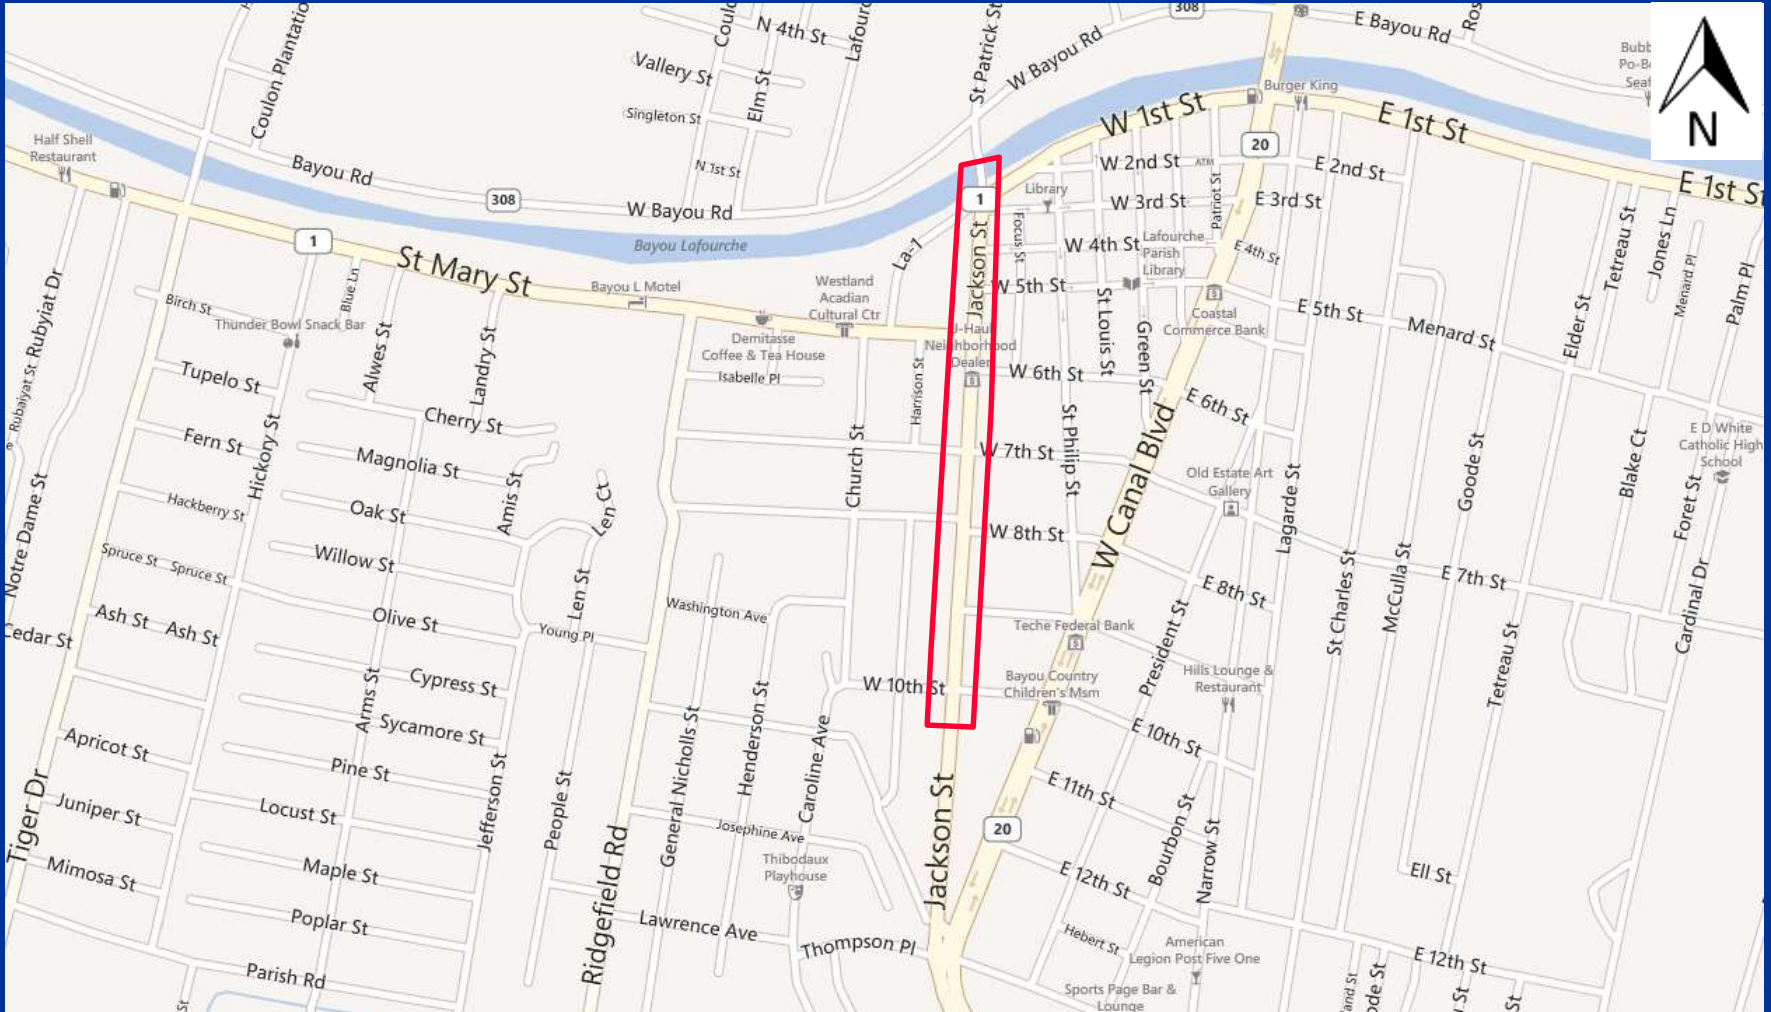 N 4th St
Coulon Plantatio
Vallery St
Elm St
Singleton St
N 1st St
St Patrick St
W Bayou Rd
308
E Bayou Rd
Burger King
W 1st St
E 1st St
20
N
Half Shell
Restaurant
Bayou Rd
308
W Bayou Rd
Bayou Lafourche
1
St Mary St
La-1
1
Library
W 2nd St
ATM
E 2nd St
E 1st St
W 3rd St
Patriot St
E 3rd St
Focus St
W 4th St
Lafourche
Parish
Library
E 4th St
Tetreau St
Jones Ln
Menard Pl
Palm Pl
Rubaiyat St
Rubyiat Dr
Birch St
Blue Ln
Thunder Bowl Snack Bar
Bayou L Motel
Westland
Acadian
Cultural Ctr
Demitasse
Coffee & Tea House
Isabelle Pl
Jackson St
W 5th St
St Louis St
Green St
Coastal
Commerce Bank
E 5th St
Menard St
Elder St
U-Haul
Neighborhood
Dealer
Harrison St
W 6th St
E 6th St
Tupelo St
Alwes St
Landry St
Cherry St
Fern St
Hickory St
Magnolia St
Church St
W 7th St
St Philip St
W Canal Blvd
Old Estate Art
Gallery
Lagarde St
Goode St
Blake Ct
E D White
Catholic High
School
Foret St
Hackberry St
Oak St
Amis St
Len Ct
W 8th St
Notre Dame St
Spruce St
Spruce St
Willow St
Len St
E 8th St
St Charles St
McCulla St
E 7th St
Cardinal Dr
Ash St
Ash St
Olive St
Young Pl
Washington Ave
Teche Federal Bank
Cedar St
Cypress St
Arms St
Sycamore St
W 10th St
Bayou Country
Children's Msm
President St
Hills Lounge &
Restaurant
Tetreau St
E 10th St
Apricot St
Pine St
Jefferson St
People St
General Nicholls St
Henderson St
Caroline Ave
Tiger Dr
Juniper St
Locust St
Josephine Ave
Jackson St
E 11th St
20
Bourbon St
Narrow St
Mimosa St
Maple St
Ridgefield Rd
Thibodaux
Playhouse
E 12th St
Ell St
Poplar St
Lawrence Ave
Thompson Pl
Hebert St
American
Legion Post Five One
E 12th St
Parish Rd
Sports Page Bar &
Lounge